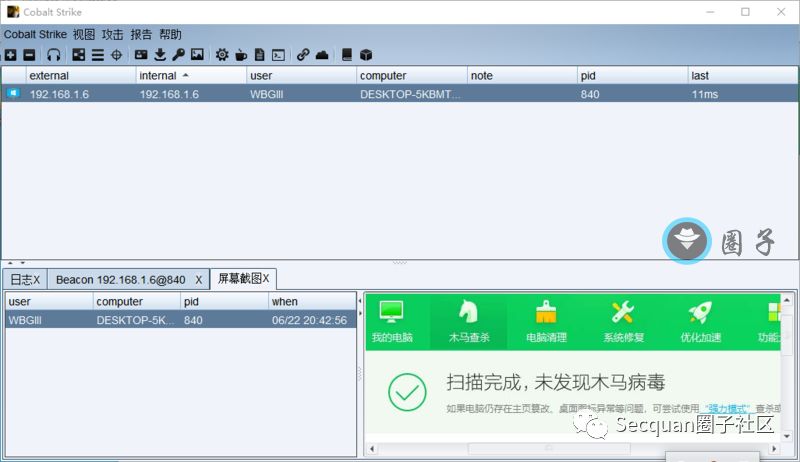 Cobalt Strike
Cobalt Strike 视图 攻击 报告 帮助
external internal user computer note pid last
192.168.1.6 192.168.1.6 WBGlll DESKTOP-5KBMT... 840 11ms
圈子
日志X Beacon 192.168.1.6@840 X 屏幕截图X
user computer pid when
WBGlll DESKTOP-5K... 840 06/22 20:42:56
我的电脑 木马查杀 电脑清理 系统修复 优化加速 功能
扫描完成，未发现木马病毒
如果电脑仍存在主页篡改、桌面图标异常等问题，可尝试使用 "强力模式" 查杀或
Secquan圈子社区